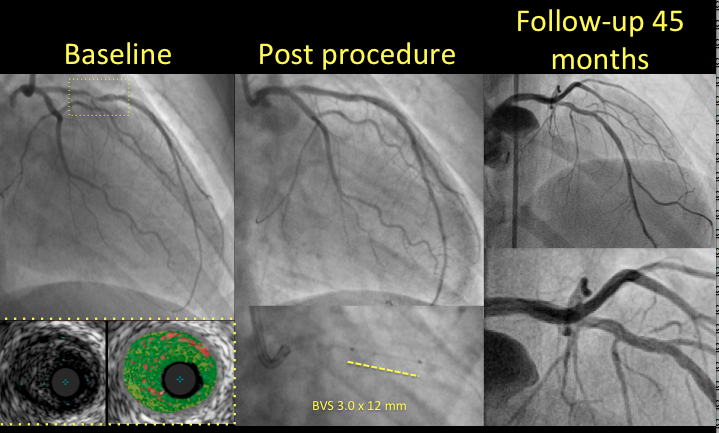 Baseline
Post procedure
Follow-up 45
months
BVS 3.0 x 12 mm